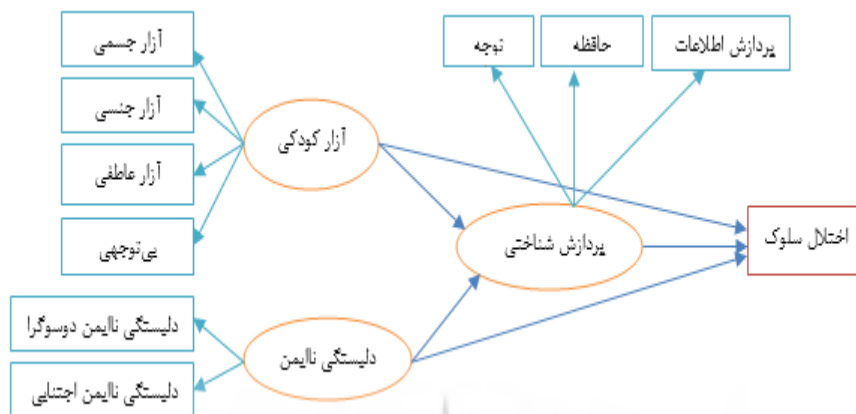 آزار جسمی
آزار جنسی
آزار عاطفی
بی‌توجهی
آزار کودکی
توجه
حافظه
پردازش اطلاعات
پردازش شناختی
اختلال سلوک
دلبستگی ناایمن
دلبستگی ناایمن دوسوگرا
دلبستگی ناایمن اجتنابی